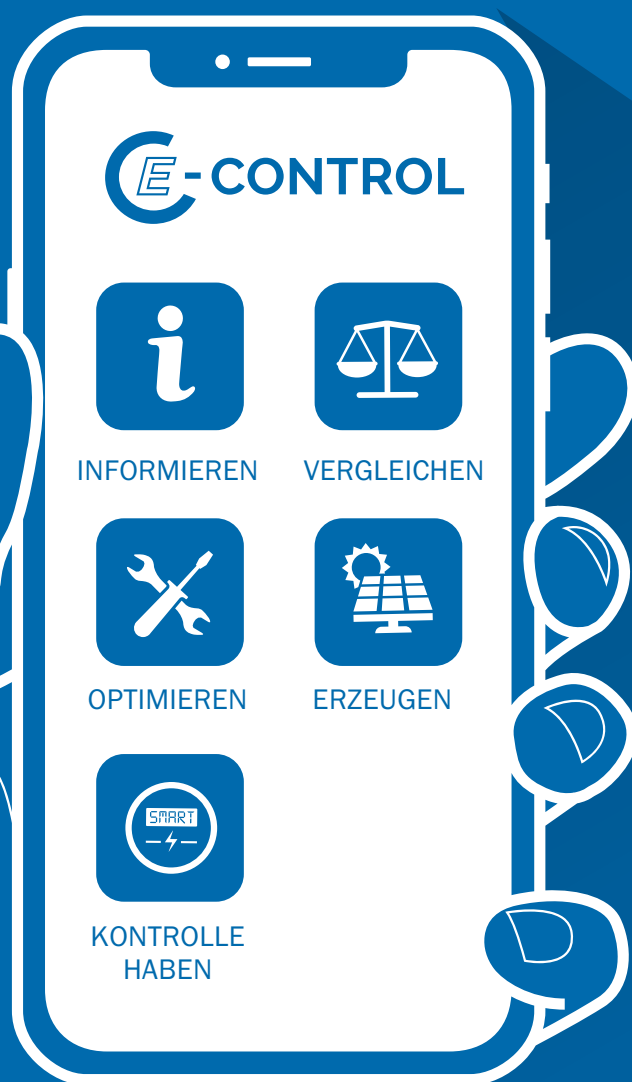 E-CONTROL
INFORMIEREN
VERGLEICHEN
OPTIMIEREN
ERZEUGEN
SMART
KONTROLLE
HABEN